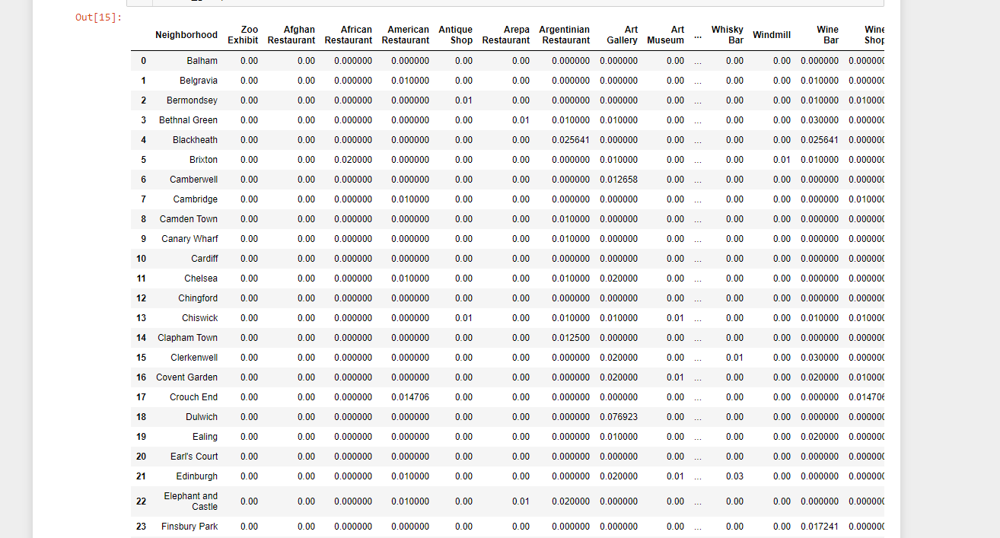 Out[15]:
Neighborhood Zoo Exhibit Afghan Restaurant African Restaurant American Restaurant Antique Shop Arepa Restaurant Argentinian Restaurant Art Gallery Art Museum ... Whisky Bar Windmill Wine Bar Wine Shop
0 Balham 0.00 0.00 0.000000 0.000000 0.00 0.00 0.000000 0.000000 0.00 ... 0.00 0.00 0.000000 0.000000
1 Belgravia 0.00 0.00 0.000000 0.010000 0.00 0.00 0.000000 0.000000 0.00 ... 0.00 0.00 0.010000 0.000000
2 Bermondsey 0.00 0.00 0.000000 0.000000 0.01 0.00 0.000000 0.000000 0.00 ... 0.00 0.00 0.010000 0.010000
3 Bethnal Green 0.00 0.00 0.000000 0.000000 0.00 0.01 0.010000 0.010000 0.00 ... 0.00 0.00 0.030000 0.000000
4 Blackheath 0.00 0.00 0.000000 0.000000 0.00 0.00 0.025641 0.000000 0.00 ... 0.00 0.00 0.025641 0.000000
5 Brixton 0.00 0.00 0.020000 0.000000 0.00 0.00 0.000000 0.010000 0.00 ... 0.00 0.01 0.010000 0.000000
6 Camberwell 0.00 0.00 0.000000 0.000000 0.00 0.00 0.000000 0.012658 0.00 ... 0.00 0.00 0.000000 0.000000
7 Cambridge 0.00 0.00 0.000000 0.010000 0.00 0.00 0.000000 0.000000 0.00 ... 0.00 0.00 0.000000 0.010000
8 Camden Town 0.00 0.00 0.000000 0.000000 0.00 0.00 0.010000 0.000000 0.00 ... 0.00 0.00 0.000000 0.000000
9 Canary Wharf 0.00 0.00 0.000000 0.000000 0.00 0.00 0.010000 0.000000 0.00 ... 0.00 0.00 0.000000 0.000000
10 Cardiff 0.00 0.00 0.000000 0.000000 0.00 0.00 0.000000 0.000000 0.00 ... 0.00 0.00 0.000000 0.000000
11 Chelsea 0.00 0.00 0.000000 0.010000 0.00 0.00 0.010000 0.020000 0.00 ... 0.00 0.00 0.000000 0.000000
12 Chingford 0.00 0.00 0.000000 0.000000 0.00 0.00 0.000000 0.000000 0.00 ... 0.00 0.00 0.000000 0.000000
13 Chiswick 0.00 0.00 0.000000 0.000000 0.01 0.00 0.010000 0.010000 0.01 ... 0.00 0.00 0.010000 0.010000
14 Clapham Town 0.00 0.00 0.000000 0.000000 0.00 0.00 0.012500 0.000000 0.00 ... 0.00 0.00 0.000000 0.000000
15 Clerkenwell 0.00 0.00 0.000000 0.000000 0.00 0.00 0.000000 0.020000 0.00 ... 0.01 0.00 0.030000 0.000000
16 Covent Garden 0.00 0.00 0.000000 0.000000 0.00 0.00 0.000000 0.020000 0.01 ... 0.00 0.00 0.020000 0.010000
17 Crouch End 0.00 0.00 0.000000 0.014706 0.00 0.00 0.000000 0.000000 0.00 ... 0.00 0.00 0.000000 0.014706
18 Dulwich 0.00 0.00 0.000000 0.000000 0.00 0.00 0.000000 0.076923 0.00 ... 0.00 0.00 0.000000 0.000000
19 Ealing 0.00 0.00 0.000000 0.000000 0.00 0.00 0.000000 0.010000 0.00 ... 0.00 0.00 0.020000 0.000000
20 Earl's Court 0.00 0.00 0.000000 0.000000 0.00 0.00 0.000000 0.000000 0.00 ... 0.00 0.00 0.000000 0.000000
21 Edinburgh 0.00 0.00 0.000000 0.010000 0.00 0.00 0.000000 0.020000 0.01 ... 0.03 0.00 0.000000 0.000000
22 Elephant and Castle 0.00 0.00 0.000000 0.010000 0.00 0.01 0.020000 0.000000 0.00 ... 0.00 0.00 0.000000 0.000000
23 Finsbury Park 0.00 0.00 0.000000 0.000000 0.00 0.00 0.000000 0.000000 0.00 ... 0.00 0.00 0.017241 0.000000